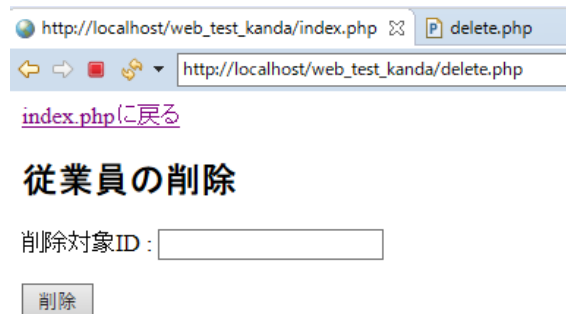 http://localhost/web_test_kanda/index.php delete.php
http://localhost/web_test_kanda/delete.php
index.phpに戻る
従業員の削除
削除対象ID :
削除